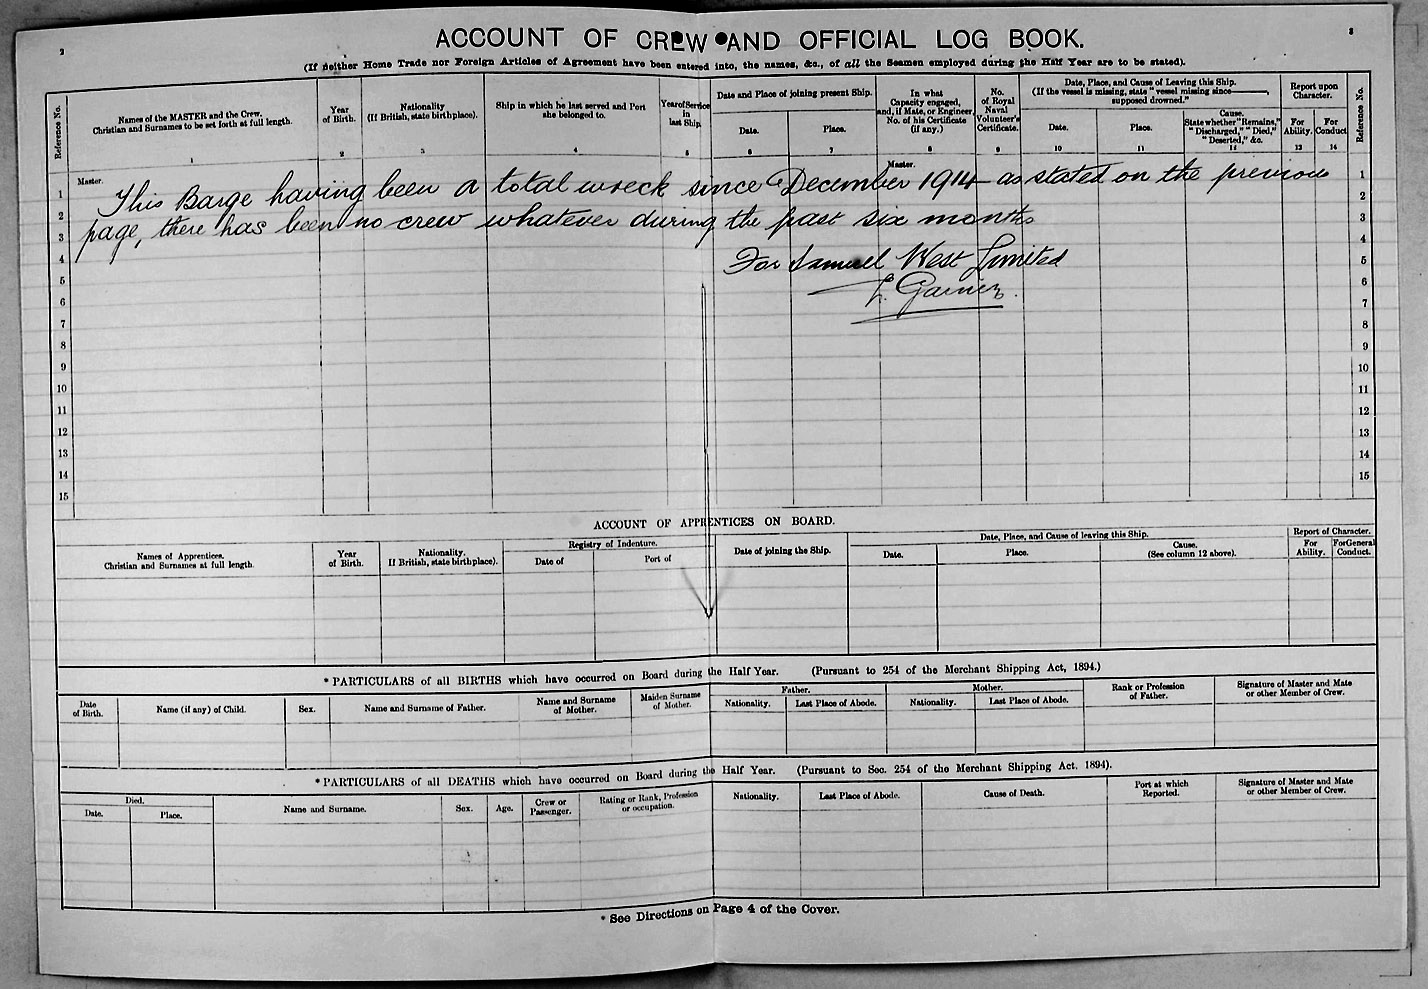 2
3
ACCOUNT OF CREW AND OFFICIAL LOG BOOK.
(If neither Home Trade nor Foreign Articles of Agreement have been entered into, the names, &c., of all the Seamen employed during the Half Year are to be stated).
Reference No.
Names of the MASTER and the Crew.
Christian and Surnames to be set forth at full length.
1
Year
of Birth.
2
Nationality
(If British, state birthplace).
3
Ship in which he last served and Port
she belonged to.
4
Year of Service
in
last Ship.
5
Date and Place of joining present Ship.
Date.
6
Place.
7
In what
Capacity engaged,
and, if Mate, or Engineer,
No. of his Certificate
(if any.)
8
No.
of Royal
Naval
Volunteer's
Certificate.
9
Date, Place, and Cause of Leaving this Ship.
(If the vessel is missing, state "vessel missing since———,
supposed drowned."
Date.
10
Place.
11
Cause.
State whether "Remains,"
"Discharged," "Died,"
"Deserted," &c.
12
Report upon
Character.
For
Ability.
13
For
Conduct
14
Reference No.
Master.
Master.
This Barge having been a total wreck since December 1914 as stated on the previous
page, there has been no crew whatever during the past six months
For Samuel West Limited
1
2
3
4
5
6
7
8
9
10
11
12
13
14
15
1
2
3
4
5
6
7
8
9
10
11
12
13
14
15
ACCOUNT OF APPRENTICES ON BOARD.
Names of Apprentices.
Christian and Surnames at full length.
Year
of Birth.
Nationality.
If British, state birthplace).
Registry of Indenture.
Date of
Port of
Date of joining the Ship.
Date, Place, and Cause of leaving this Ship.
Date.
Place.
Cause.
(See column 12 above).
Report of Character.
For
Ability.
For General
Conduct.
* PARTICULARS of all BIRTHS which have occurred on Board during the Half Year. (Pursuant to 254 of the Merchant Shipping Act, 1894.)
Date
of Birth.
Name (if any) of Child.
Sex.
Name and Surname of Father.
Name and Surname
of Mother.
Maiden Surname
of Mother.
Father.
Nationality.
Last Place of Abode.
Mother.
Nationality.
Last Place of Abode.
Rank or Profession
of Father.
Signature of Master and Mate
or other Member of Crew.
* PARTICULARS of all DEATHS which have occurred on Board during the Half Year. (Pursuant to Sec. 254 of the Merchant Shipping Act. 1894).
Died.
Date.
Place.
Name and Surname.
Sex.
Age.
Crew or
Passenger.
Rating or Rank, Profession
or occupation.
Nationality.
Last Place of Abode.
Cause of Death.
Port at which
Reported.
Signature of Master and Mate
or other Member of Crew.
* See Directions on Page 4 of the Cover.